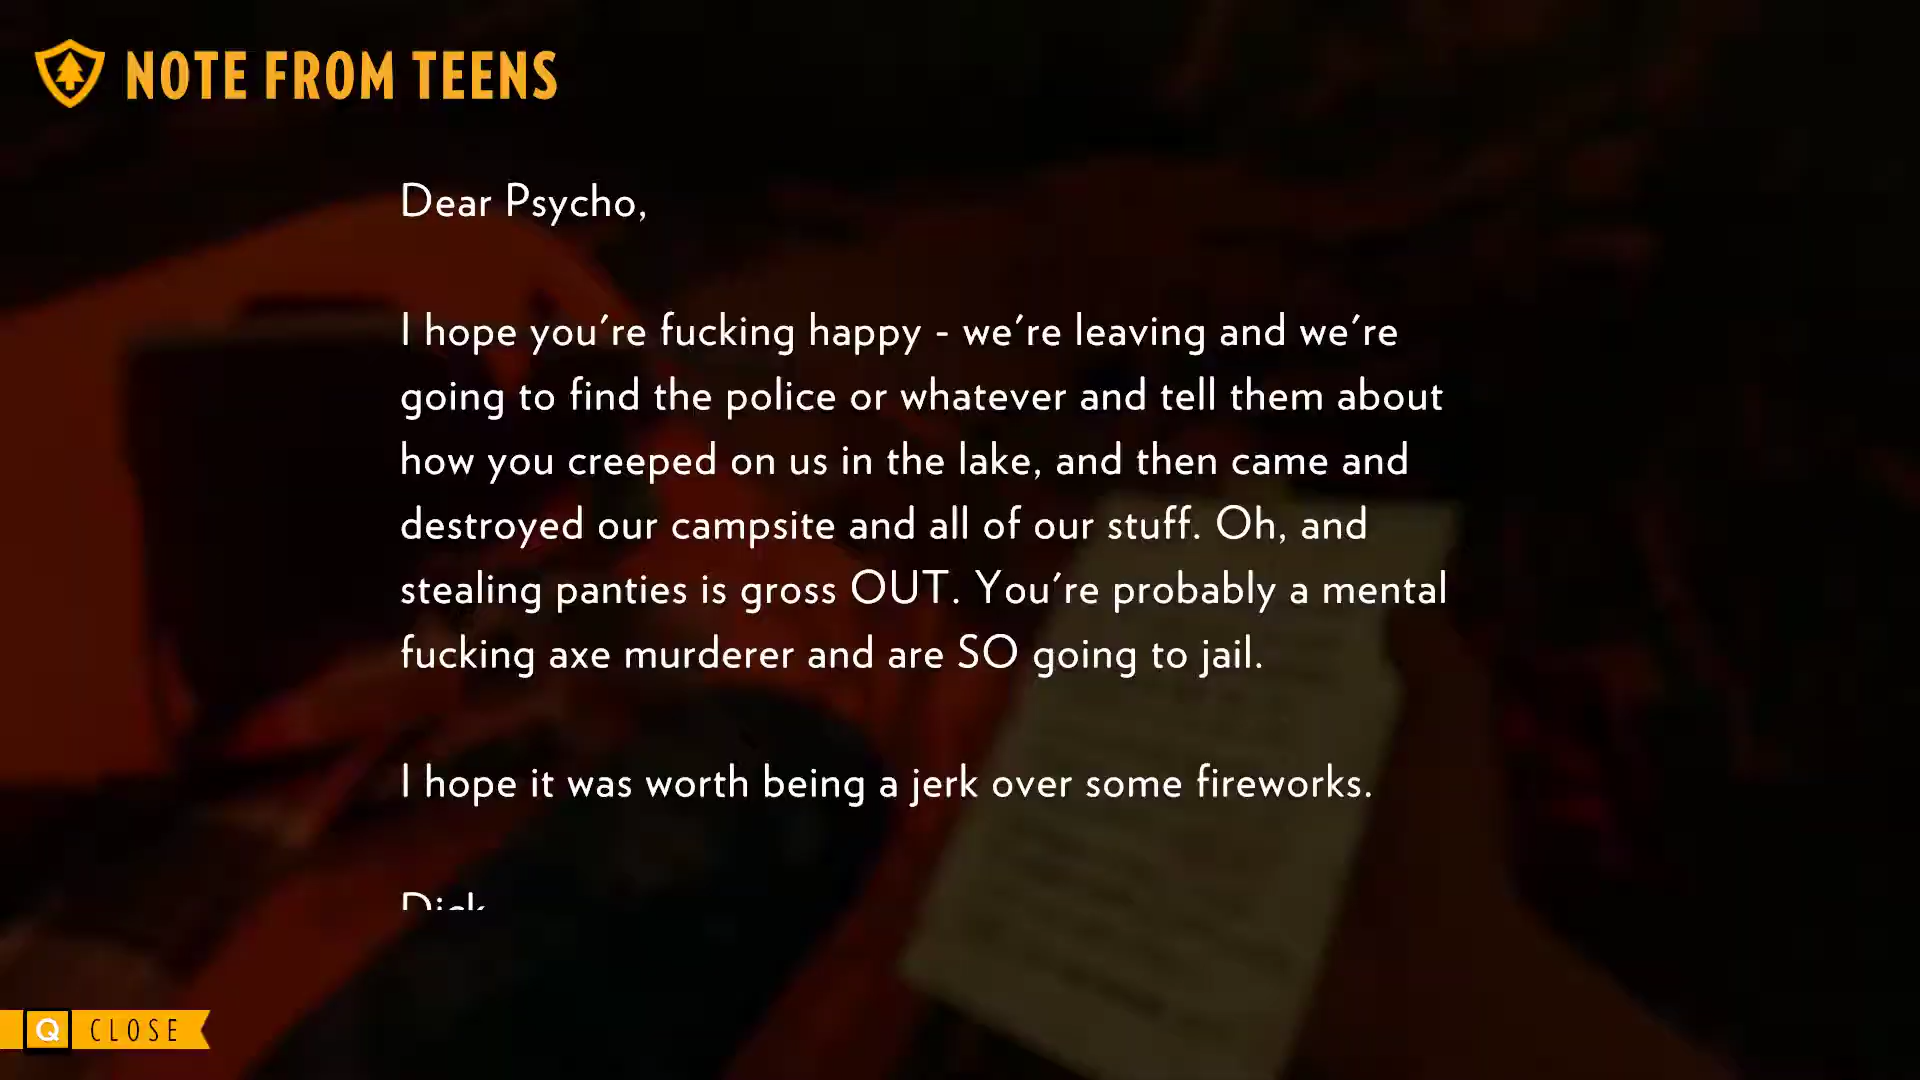 NOTE FROM TEENS
Dear Psycho,
I hope you're fucking happy - we're leaving and we're
going to find the police or whatever and tell them about
how you creeped on us in the lake, and then came and
destroyed our campsite and all of our stuff. Oh, and
stealing panties is gross OUT. You're probably a mental
fucking axe murderer and are SO going to jail.
I hope it was worth being a jerk over some fireworks.
Dick
Q CLOSE